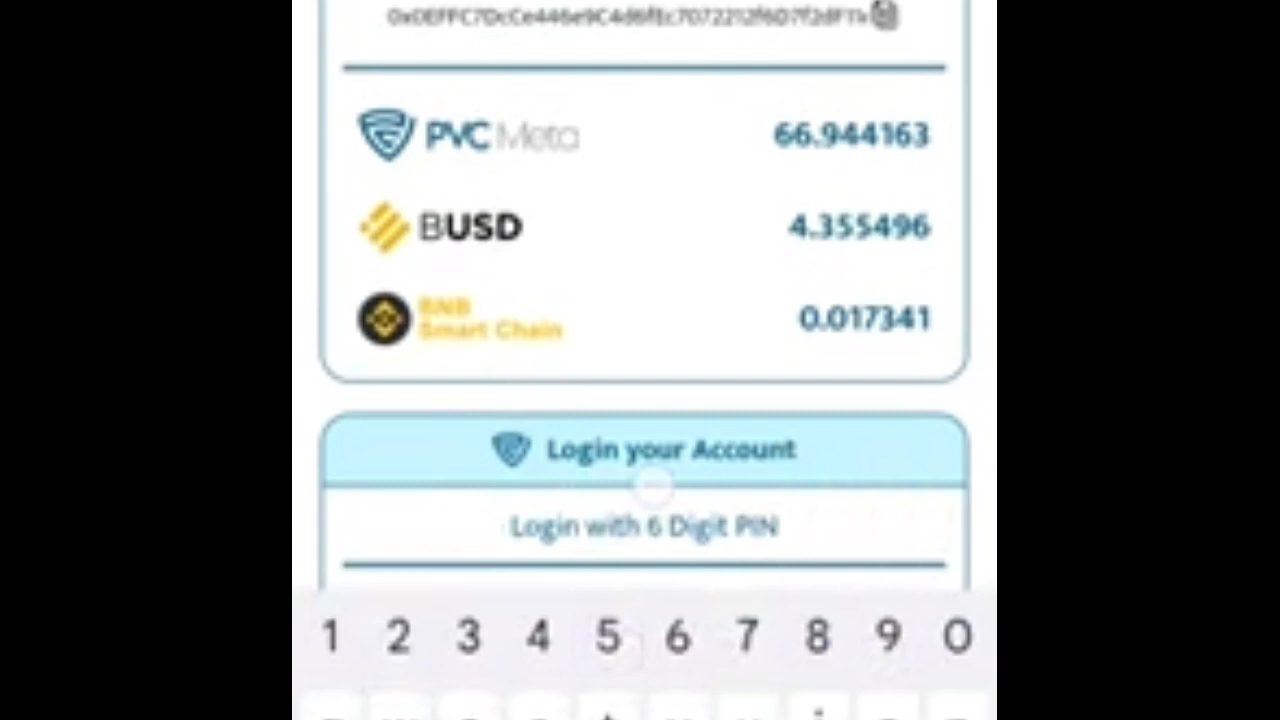 PVC Meta 66.944163
BUSD 4.355496
BNB
Smart Chain 0.017341
Login your Account
Login with 6 Digit PIN
1 2 3 4 5 6 7 8 9 0